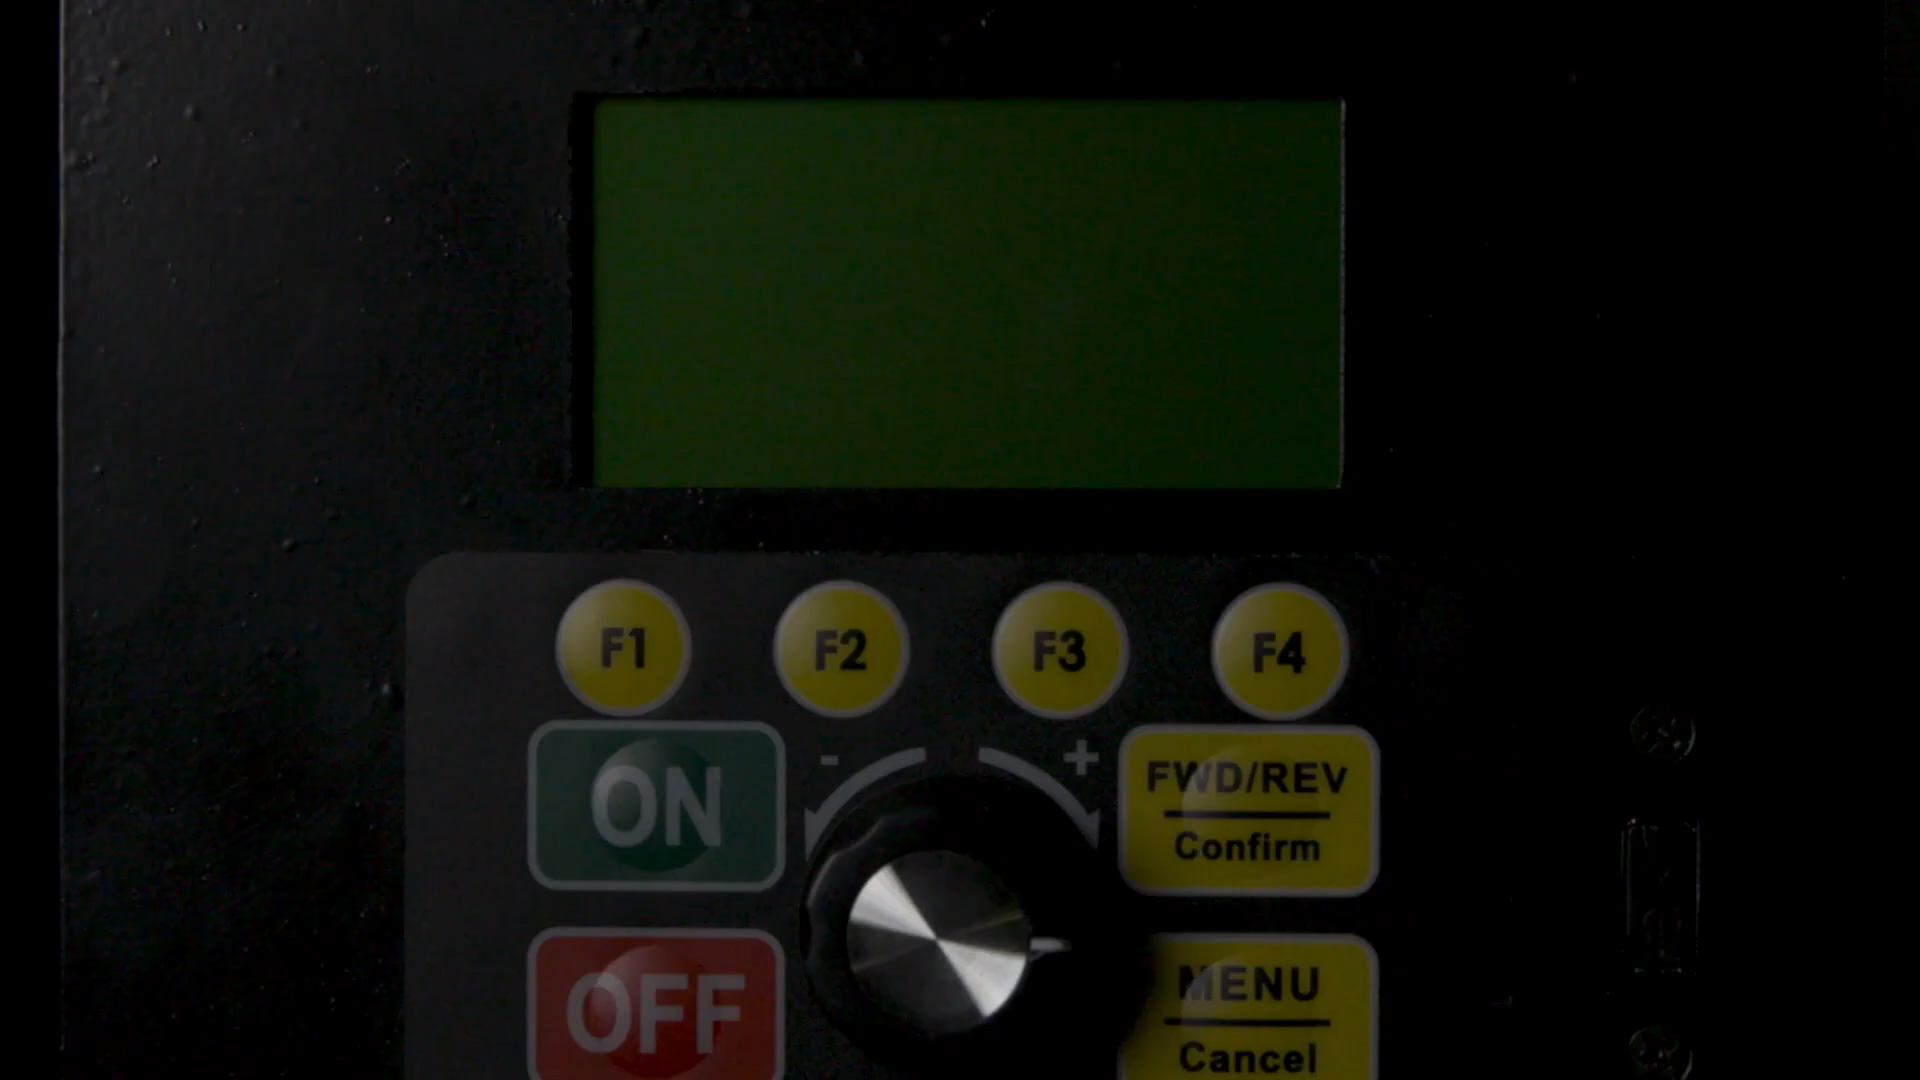 F1 F2 F3 F4
ON
- +
FWD/REV
Confirm
OFF
MENU
Cancel